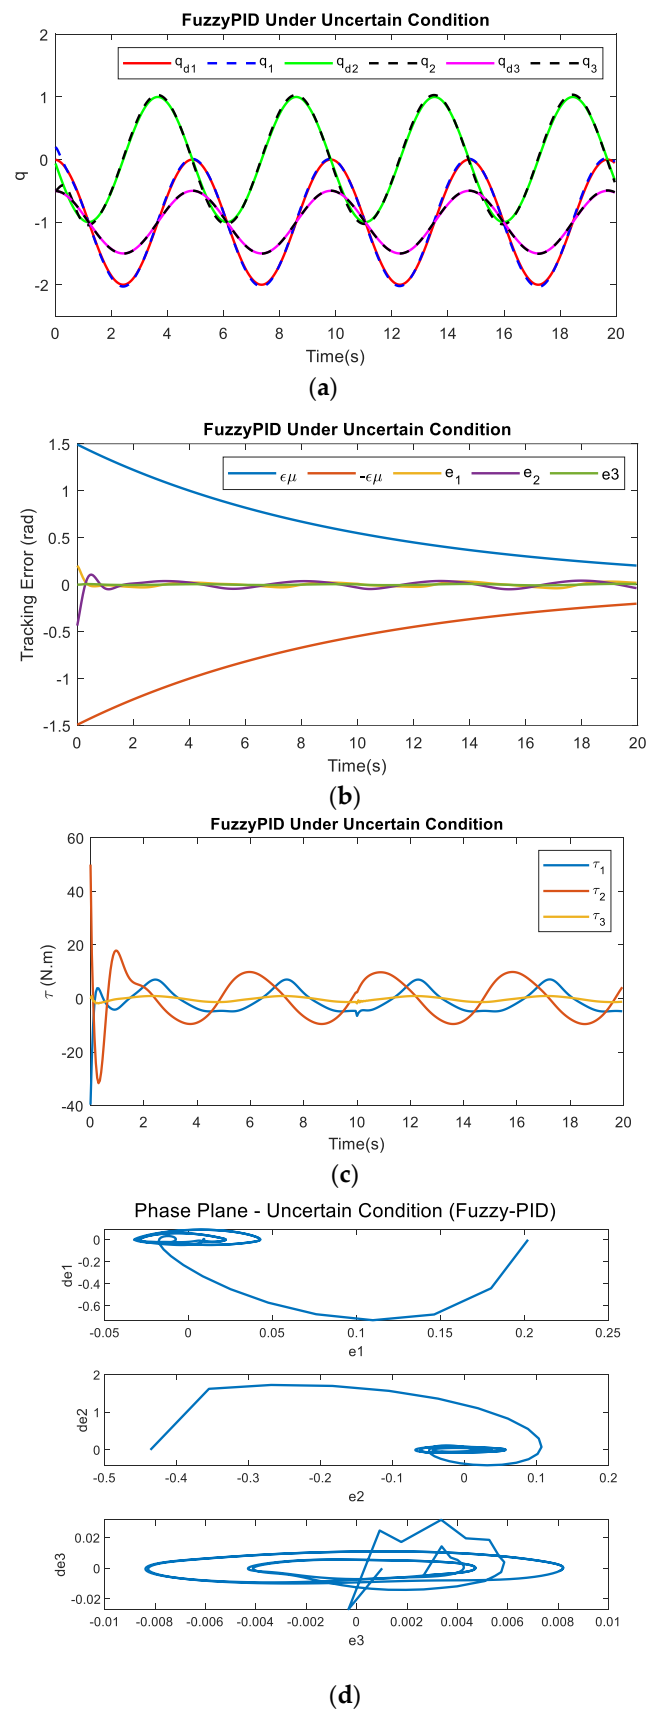 FuzzyPID Under Uncertain Condition
q_d1 q_1 q_d2 q_2 q_d3 q_3
2
1
0
-1
-2
q
0 2 4 6 8 10 12 14 16 18 20
Time(s)
(a)
FuzzyPID Under Uncertain Condition
ϵμ -ϵμ e_1 e_2 e3
1.5
1
0.5
0
-0.5
-1
-1.5
Tracking Error (rad)
0 2 4 6 8 10 12 14 16 18 20
Time(s)
(b)
FuzzyPID Under Uncertain Condition
τ_1
τ_2
τ_3
60
40
20
0
-20
-40
τ (N.m)
0 2 4 6 8 10 12 14 16 18 20
Time(s)
(c)
Phase Plane - Uncertain Condition (Fuzzy-PID)
0
-0.2
-0.4
-0.6
de1
-0.05 0 0.05 0.1 0.15 0.2 0.25
e1
2
1
0
de2
-0.5 -0.4 -0.3 -0.2 -0.1 0 0.1 0.2
e2
0.02
0
-0.02
de3
-0.01 -0.008 -0.006 -0.004 -0.002 0 0.002 0.004 0.006 0.008 0.01
e3
(d)